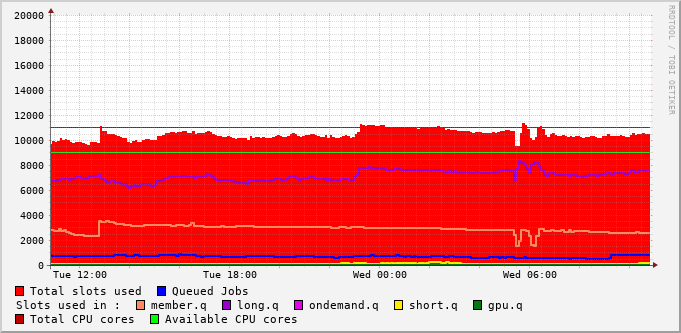 RRDTOOL / TOBI OETIKER
20000
18000
16000
14000
12000
10000
8000
6000
4000
2000
0
Tue 12:00 Tue 18:00 Wed 00:00 Wed 06:00
Total slots used Queued Jobs
Slots used in : member.q long.q ondemand.q short.q gpu.q
Total CPU cores Available CPU cores